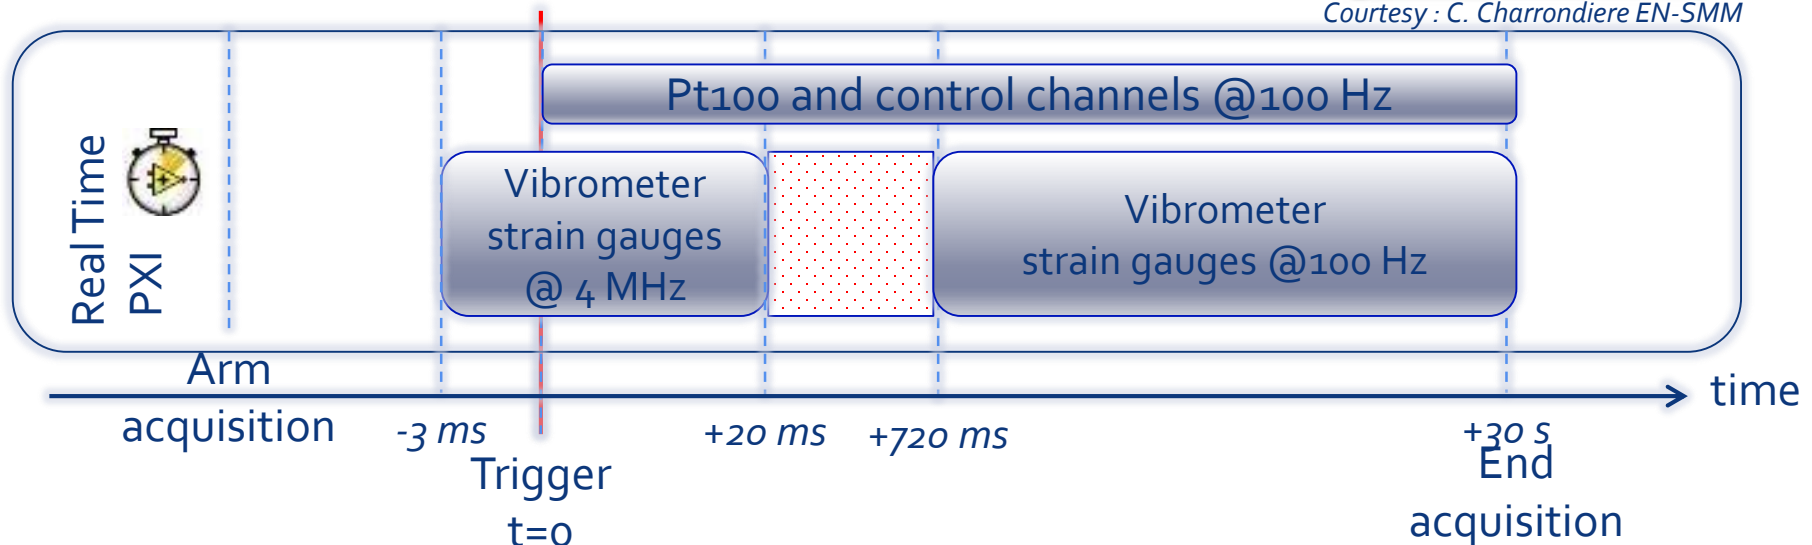 Courtesy : C. Charrondiere EN-SMM
Pt100 and control channels @100 Hz
Real Time
PXI
Vibrometer
strain gauges
@ 4 MHz
Vibrometer
strain gauges @100 Hz
Arm
acquisition
-3 ms
Trigger
t=0
+20 ms
+720 ms
+30 s
End
acquisition
time